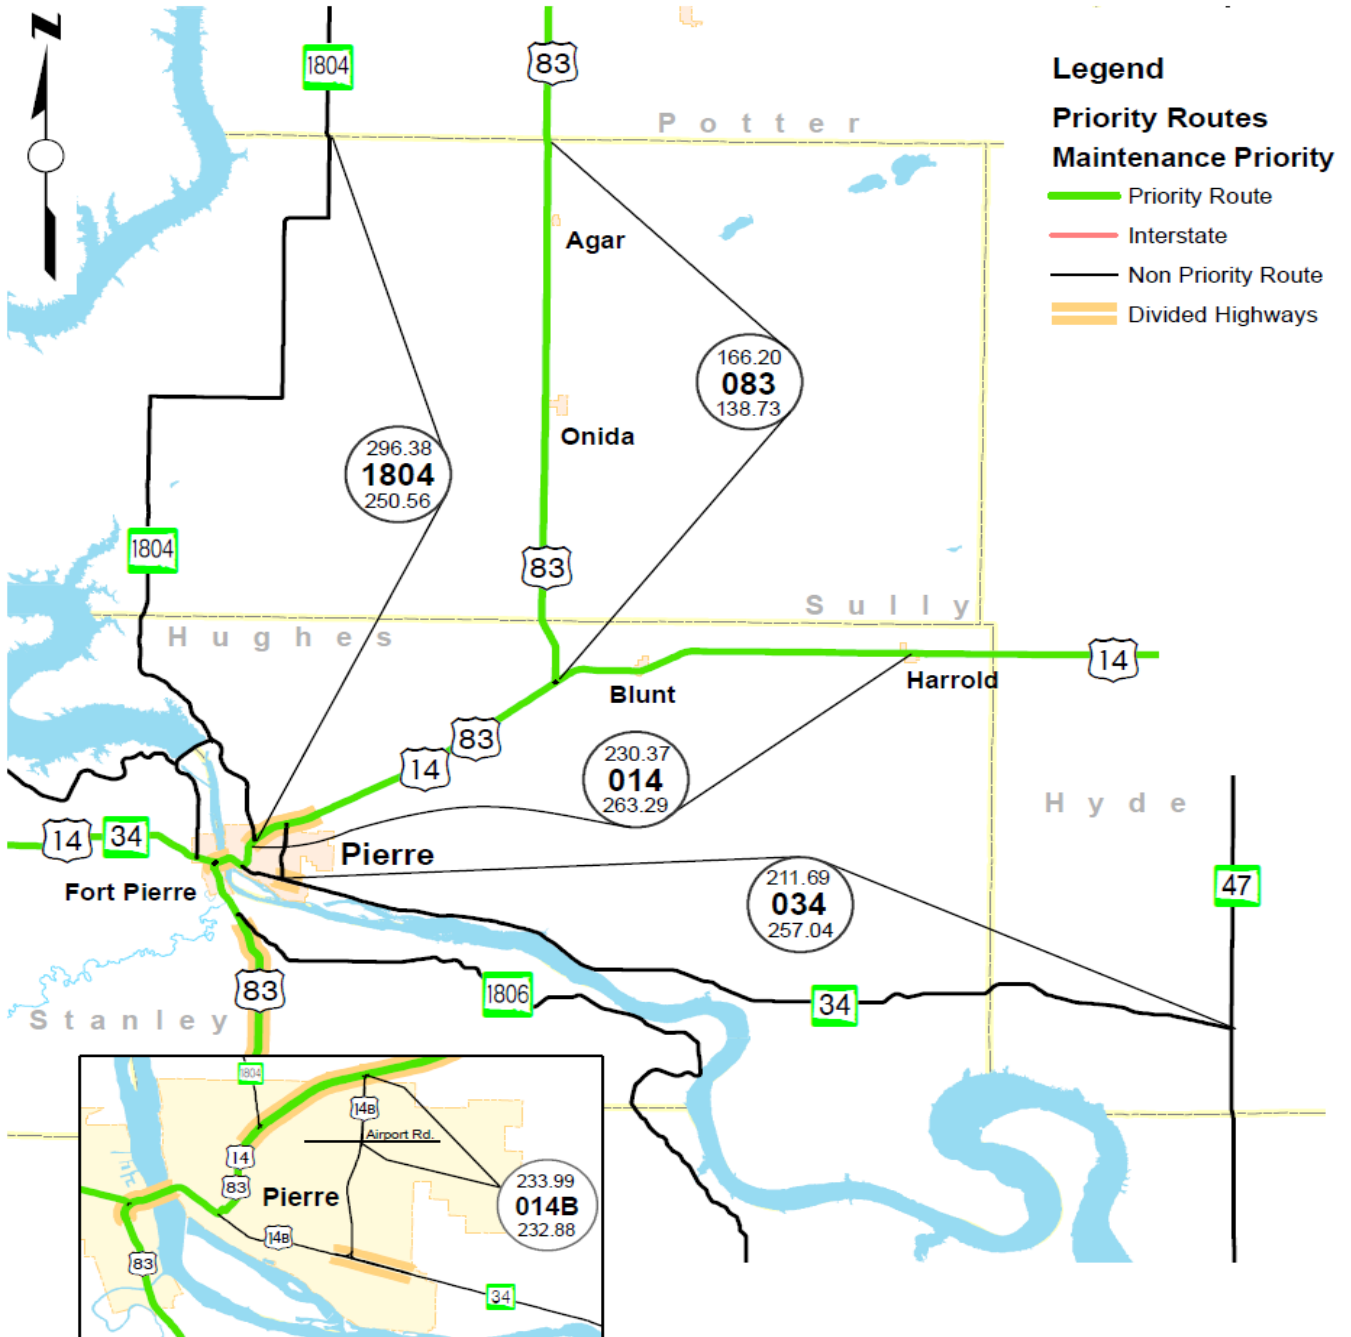 N
1804
83
Legend
Potter
Priority Routes
Maintenance Priority
Priority Route
Agar
Interstate
Non Priority Route
Divided Highways
166.20
083
138.73
Onida
296.38
1804
250.56
1804
83
Sully
Hughes
14
Harrold
Blunt
83
14
230.37
014
263.29
Hyde
14
34
Pierre
Fort Pierre
211.69
034
257.04
47
83
1806
34
Stanley
1804
14B
Airport Rd.
14
83
Pierre
233.99
014B
232.88
14B
83
34